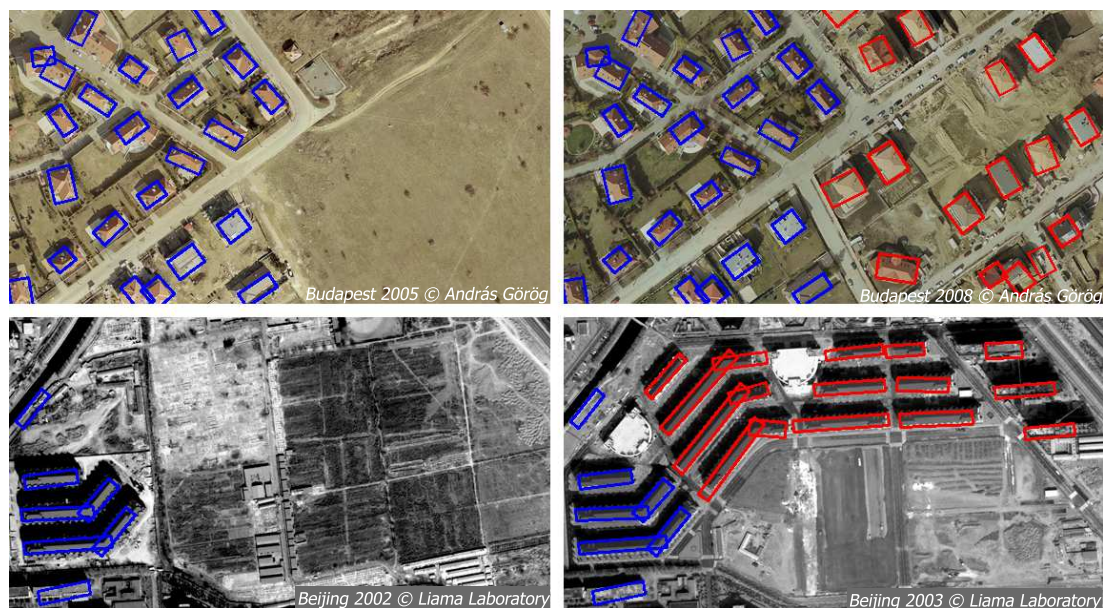 Budapest 2005 © András Görög
Budapest 2008 © András Görög
Beijing 2002 © Liama Laboratory
Beijing 2003 © Liama Laboratory